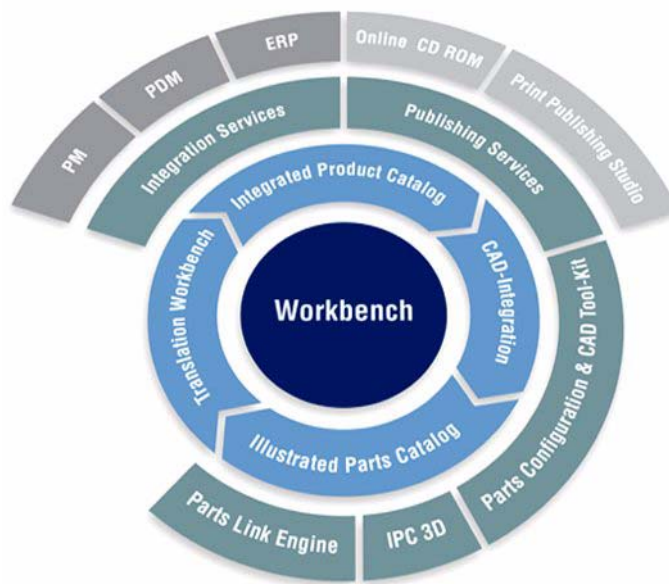 ERP
Online CD ROM
PDM
Print Publishing Studio
PM
Integration Services
Publishing Services
Integrated Product Catalog
Translation Workbench
Workbench
CAD-Integration
Parts Configuration & CAD Tool-Kit
Illustrated Parts Catalog
Parts Link Engine
IPC 3D